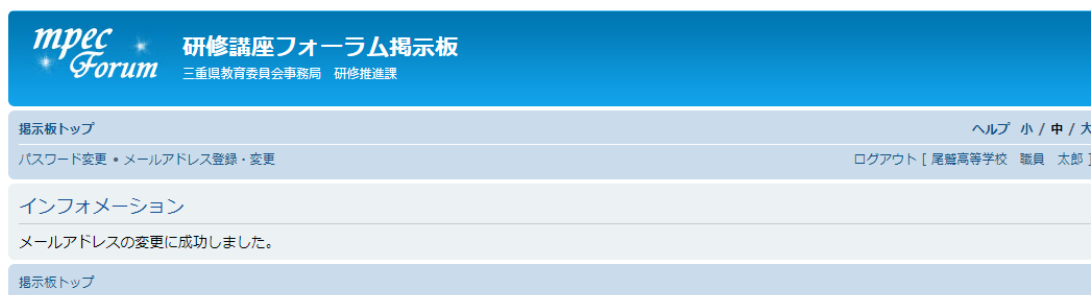 mpec Forum
研修講座フォーラム掲示板
三重県教育委員会事務局 研修推進課
掲示板トップ
ヘルプ 小 / 中 / 大
パスワード変更 • メールアドレス登録・変更
ログアウト [ 尾鷲高等学校 職員 太郎 ]
インフォメーション
メールアドレスの変更に成功しました。
掲示板トップ